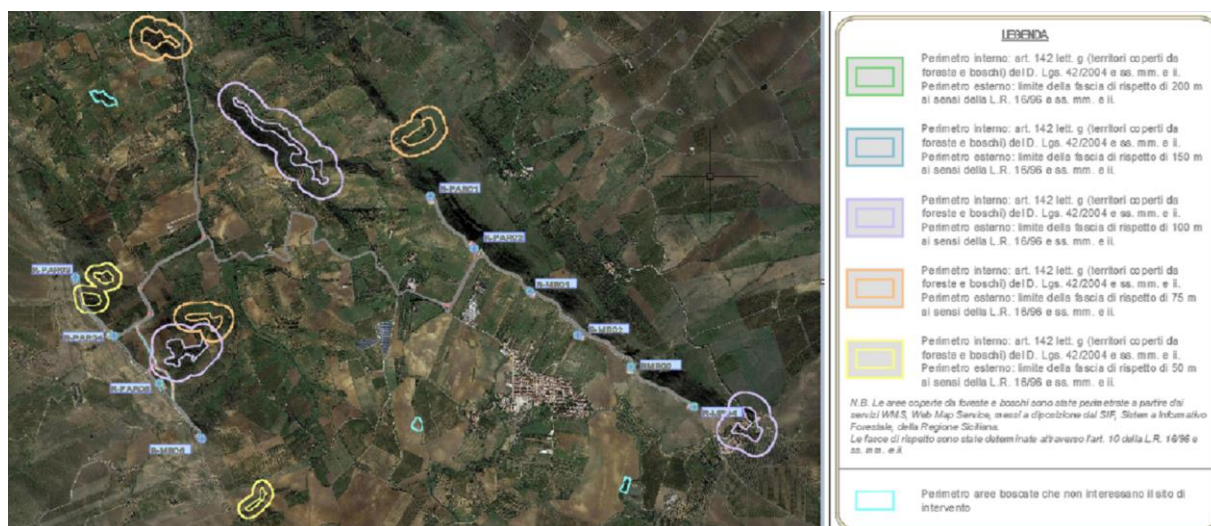 R-PAR01
R-PAR02
R-MB01
R-MB02
R-PAR04
LEGENDA
Perimetro interno: art. 142 lett. g (territori coperti da
foreste e boschi) del D. Lgs. 42/2004 e ss. mm. e ii.
Perimetro esterno: limite della fascia di rispetto di 200 m
ai sensi della L.R. 16/96 e ss. mm. e ii.
Perimetro interno: art. 142 lett. g (territori coperti da
foreste e boschi) del D. Lgs. 42/2004 e ss. mm. e ii.
Perimetro esterno: limite della fascia di rispetto di 150 m
ai sensi della L.R. 16/96 e ss. mm. e ii.
Perimetro interno: art. 142 lett. g (territori coperti da
foreste e boschi) del D. Lgs. 42/2004 e ss. mm. e ii.
Perimetro esterno: limite della fascia di rispetto di 100 m
ai sensi della L.R. 16/96 e ss. mm. e ii.
Perimetro interno: art. 142 lett. g (territori coperti da
foreste e boschi) del D. Lgs. 42/2004 e ss. mm. e ii.
Perimetro esterno: limite della fascia di rispetto di 75 m
ai sensi della L.R. 16/96 e ss. mm. e ii.
Perimetro interno: art. 142 lett. g (territori coperti da
foreste e boschi) del D. Lgs. 42/2004 e ss. mm. e ii.
Perimetro esterno: limite della fascia di rispetto di 50 m
ai sensi della L.R. 16/96 e ss. mm. e ii.
N.B. Le aree coperte da foreste e boschi sono state perimetrate a partire dai
servizi WMS, Web Map Service, messi a diposizione dal SIF, Sistema Informativo
Forestale, della Regione Siciliana.
Le fasce di rispetto sono state determinate attraverso l'art. 10 della L.R. 16/96 e
ss. mm. e ii.
Perimetro aree boscate che non interessano il sito di
intervento